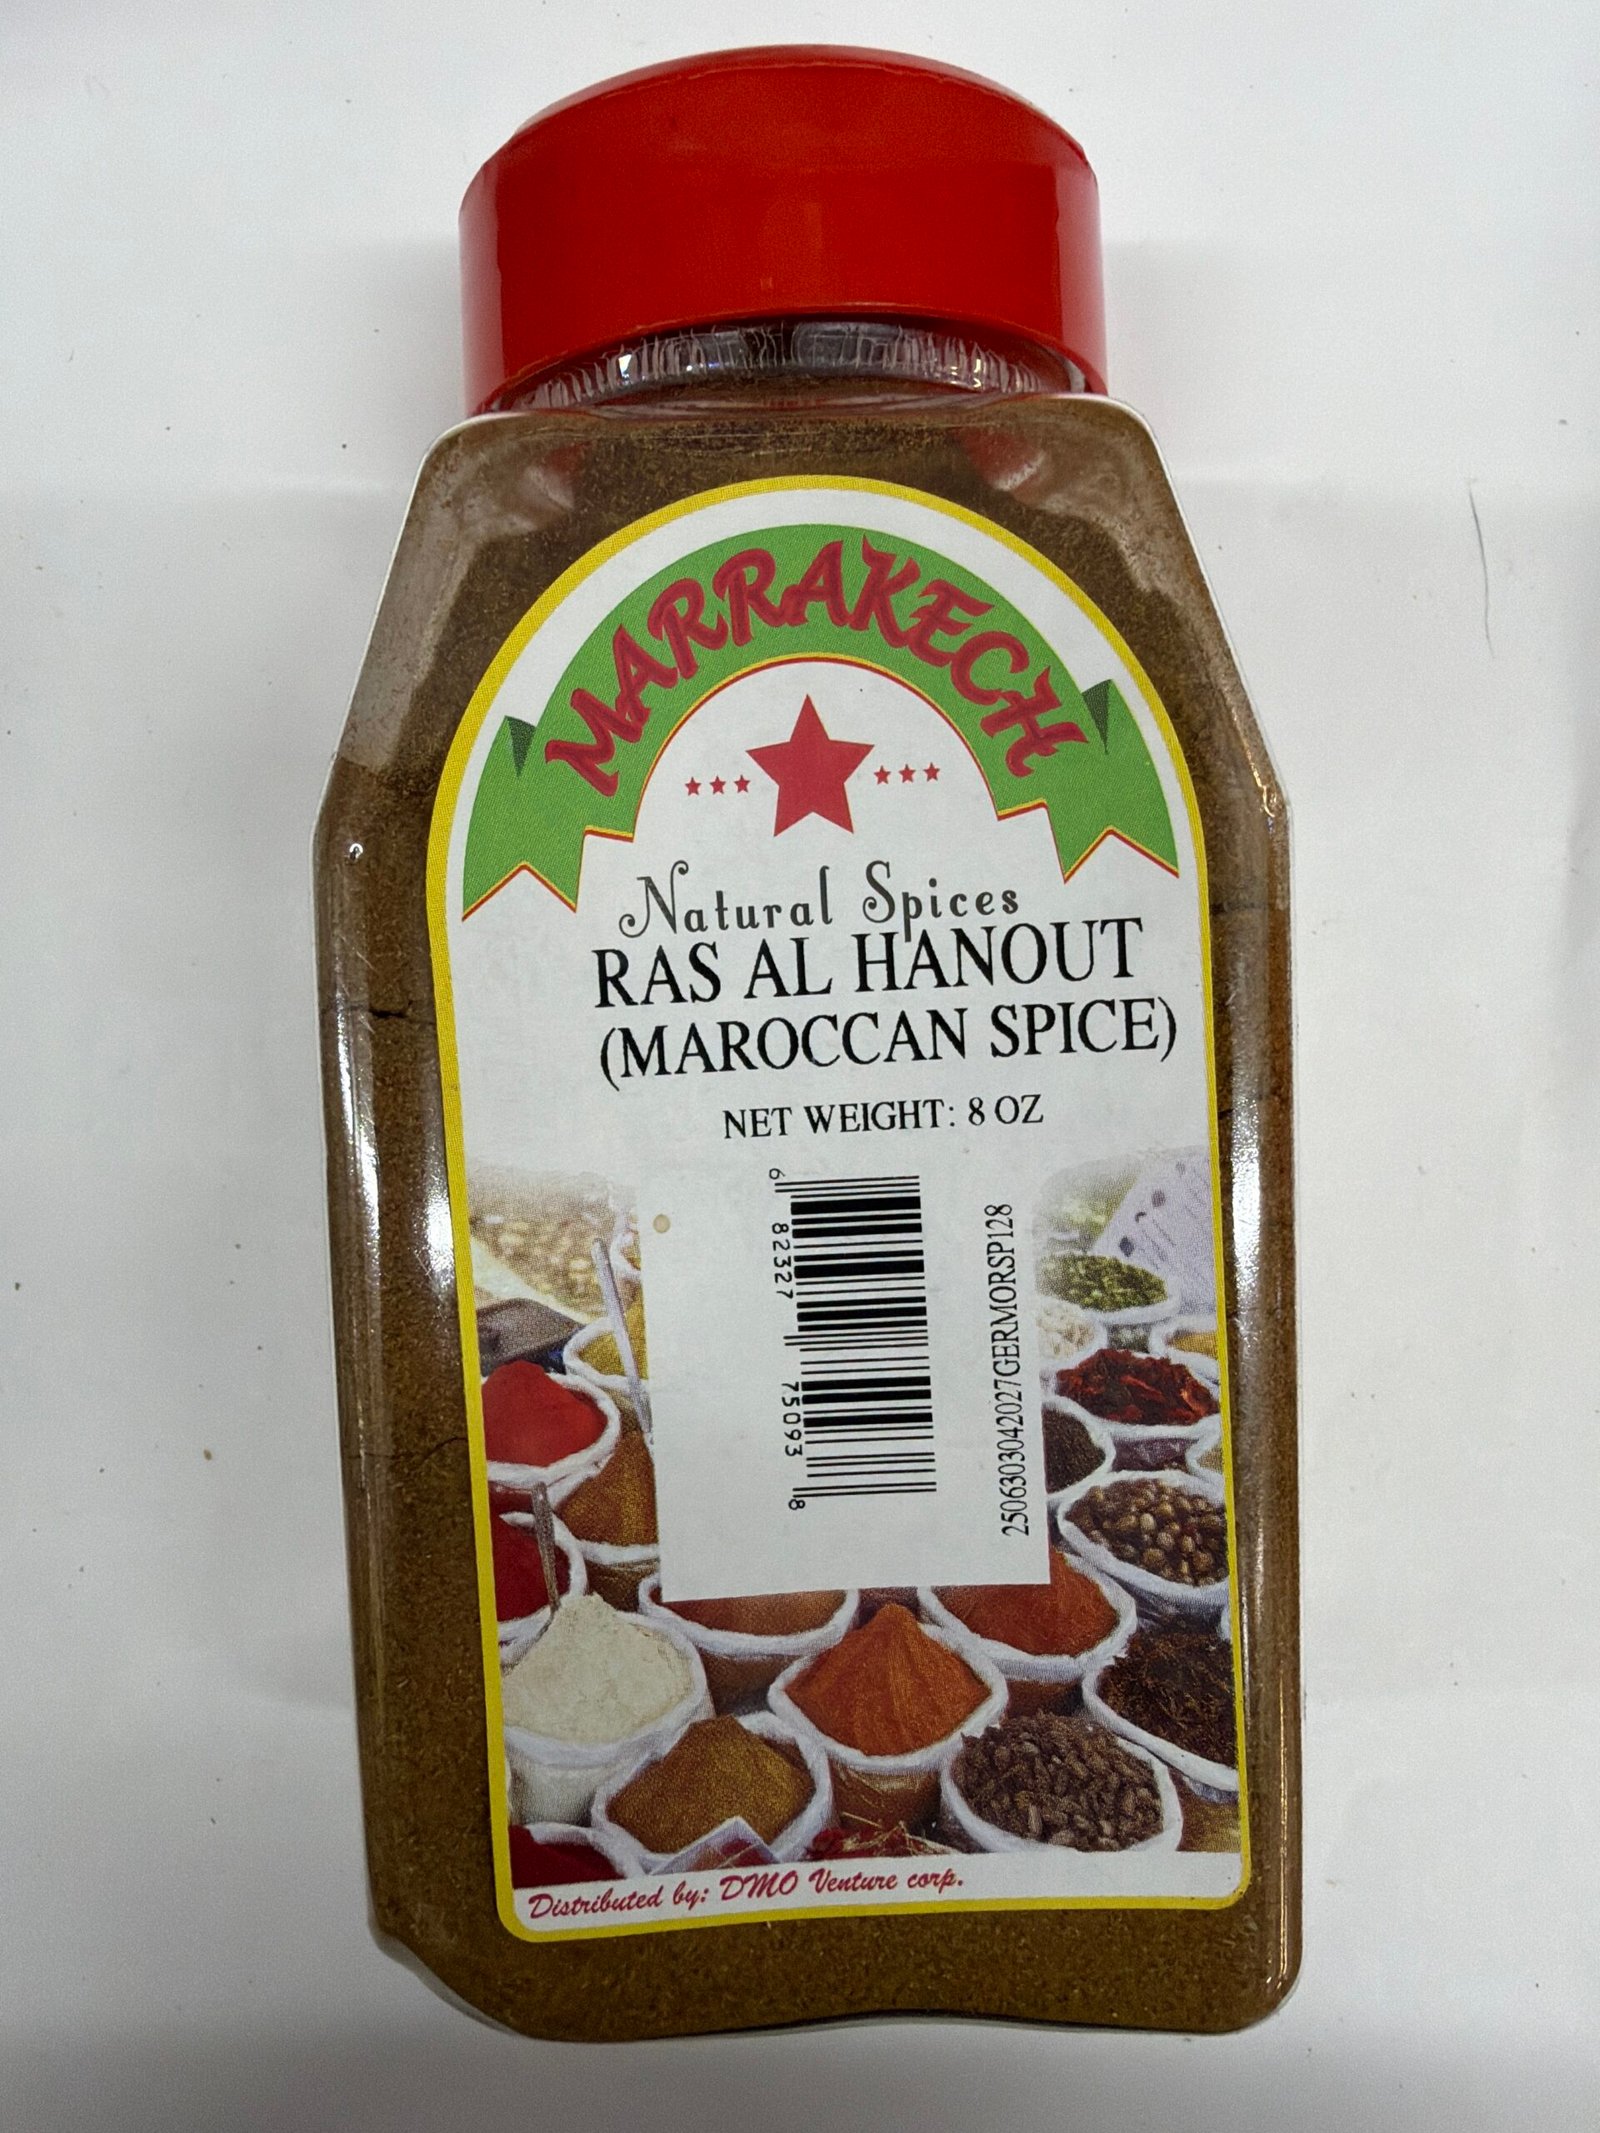 MARRAKECH
Natural Spices
RAS AL HANOUT
(MAROCCAN SPICE)
NET WEIGHT: 8 OZ
6 82327 75093 8
2506303042027GERMORSP128
Distributed by: DMO Venture corp.